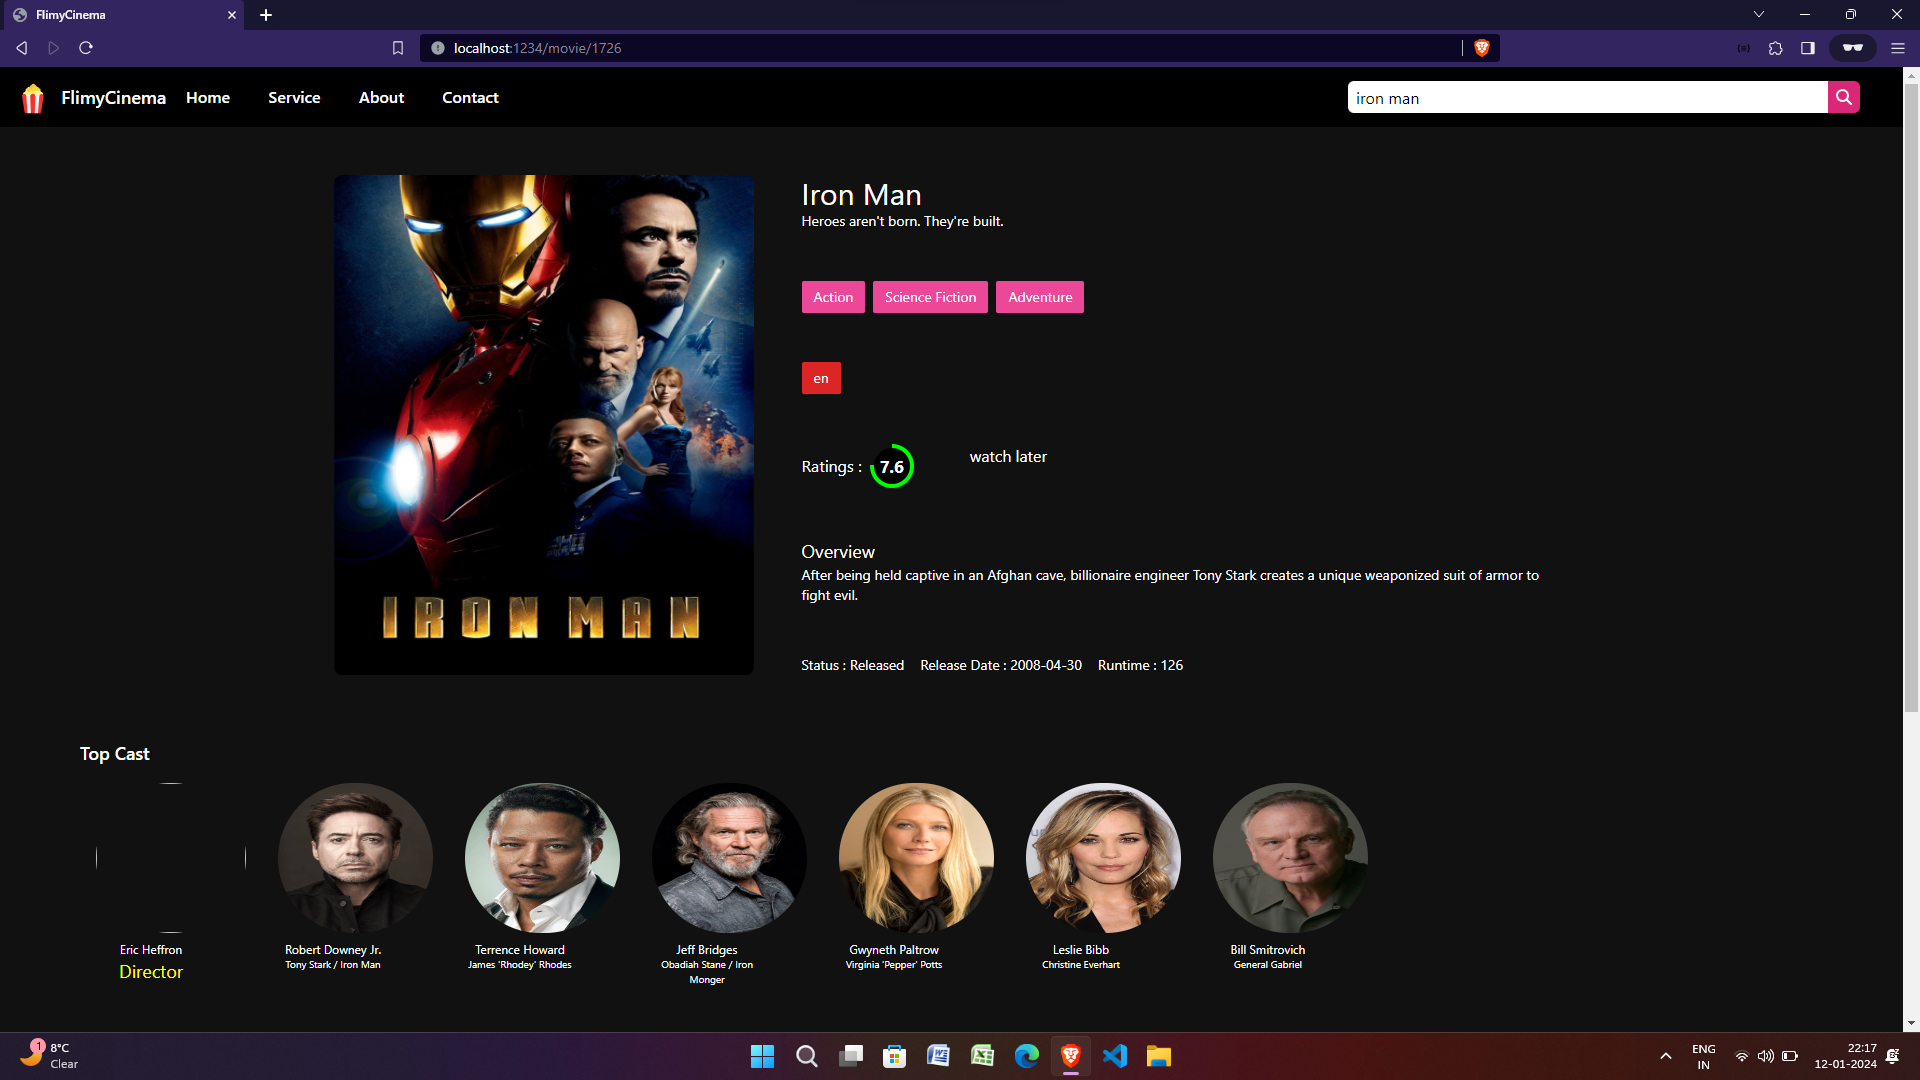 FlimyCinema
localhost:1234/movie/1726
FlimyCinema Home Service About Contact
iron man
Iron Man
Heroes aren't born. They're built.
Action Science Fiction Adventure
en
Ratings : 7.6 watch later
Overview
After being held captive in an Afghan cave, billionaire engineer Tony Stark creates a unique weaponized suit of armor to
fight evil.
IRON MAN
Status : Released Release Date : 2008-04-30 Runtime : 126
Top Cast
Eric Heffron
Director
Robert Downey Jr.
Tony Stark / Iron Man
Terrence Howard
James 'Rhodey' Rhodes
Jeff Bridges
Obadiah Stane / Iron
Monger
Gwyneth Paltrow
Virginia 'Pepper' Potts
Leslie Bibb
Christine Everhart
Bill Smitrovich
General Gabriel
1
8°C
Clear
ENG
IN
22:17
12-01-2024